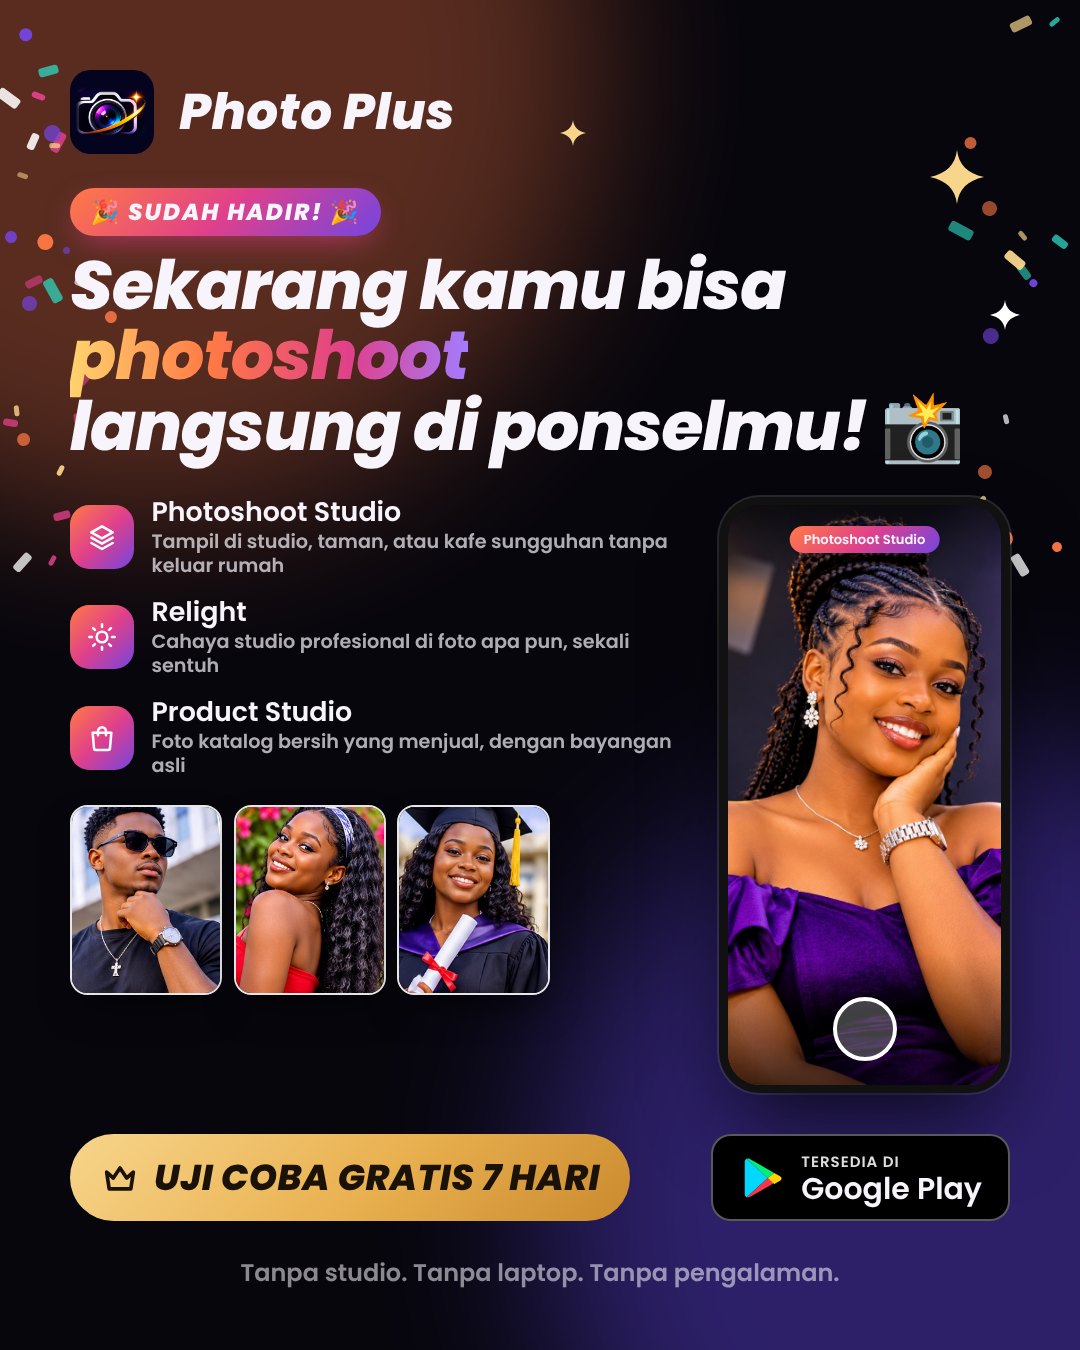 Photo Plus
🎉 SUDAH HADIR! 🎉
Sekarang kamu bisa
photoshoot
langsung di ponselmu! 📸
Photoshoot Studio
Tampil di studio, taman, atau kafe sungguhan tanpa
keluar rumah
Relight
Cahaya studio profesional di foto apa pun, sekali
sentuh
Product Studio
Foto katalog bersih yang menjual, dengan bayangan
asli
Photoshoot Studio
UJI COBA GRATIS 7 HARI
TERSEDIA DI
Google Play
Tanpa studio. Tanpa laptop. Tanpa pengalaman.